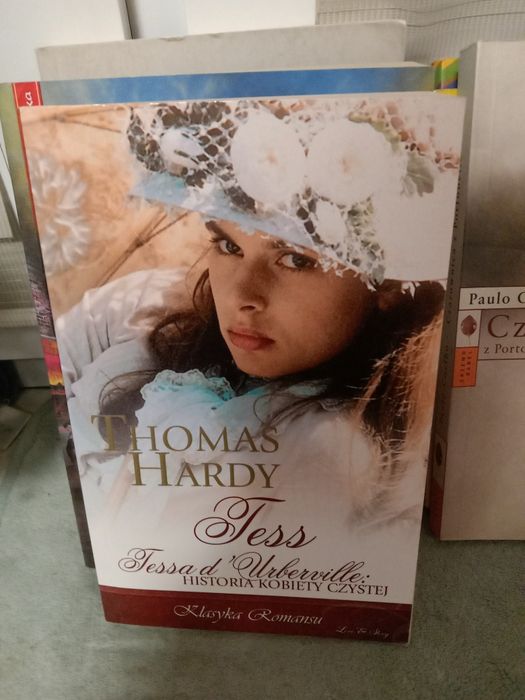 THOMAS
HARDY
Tess
Tessa d'Urberville:
HISTORIA KOBIETY CZYSTEJ
Klasyka Romansu
Paulo C
Cz
z Porto